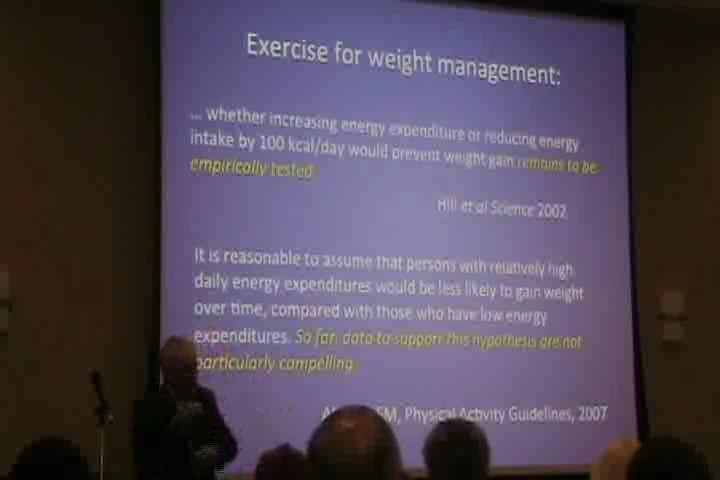 Exercise for weight management:
... whether increasing energy expenditure or reducing energy
intake by 100 kcal/day would prevent weight gain remains to be
empirically tested
Hill et al Science 2002
It is reasonable to assume that persons with relatively high
daily energy expenditures would be less likely to gain weight
over time, compared with those who have low energy
expenditures. So far, data to support this hypothesis are not
particularly compelling
Physical Activity Guidelines, 2007